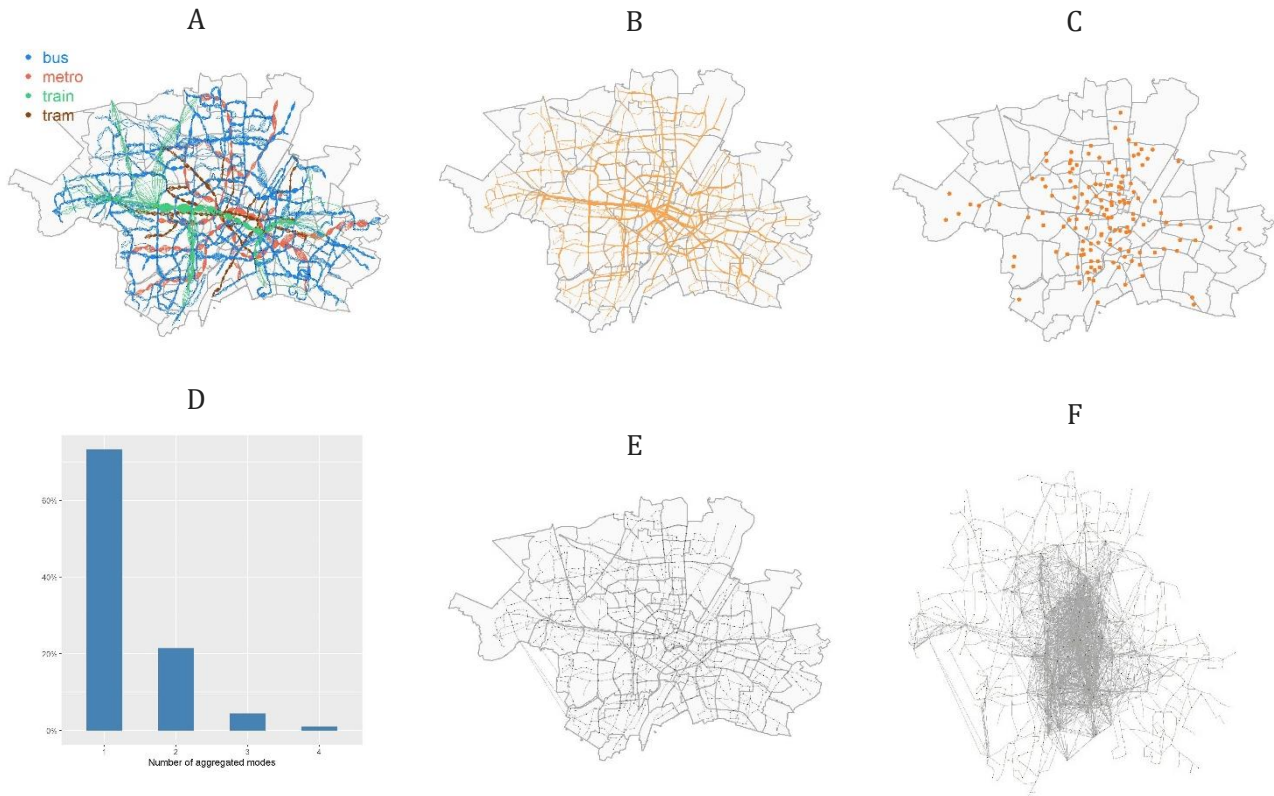 A
bus
metro
train
tram
B
C
D
60%
40%
20%
0%
1 2 3 4
Number of aggregated modes
E
F